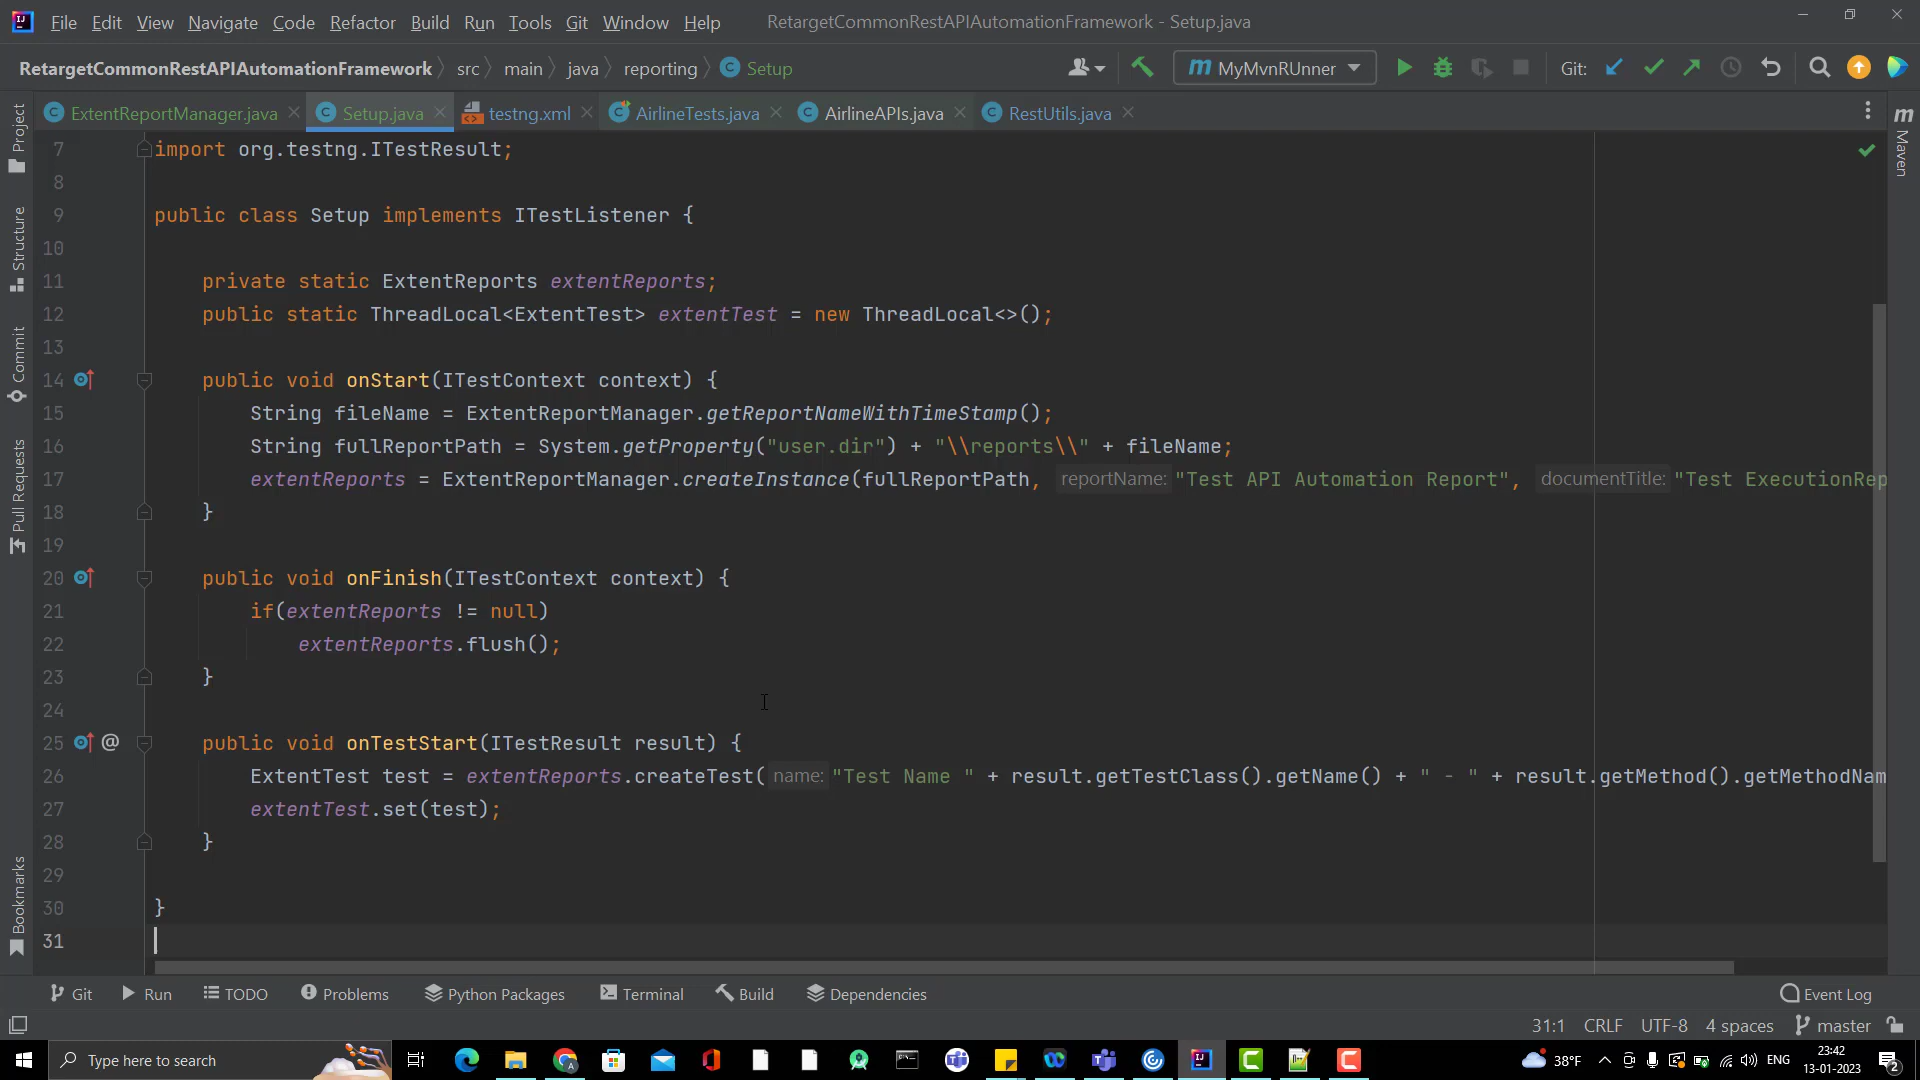 File Edit View Navigate Code Refactor Build Run Tools Git Window Help RetargetCommonRestAPIAutomationFramework - Setup.java
RetargetCommonRestAPIAutomationFramework src main java reporting Setup MyMvnRUnner Git:
ExtentReportManager.java Setup.java testng.xml AirlineTests.java AirlineAPIs.java RestUtils.java
Project
Structure
Commit
Pull Requests
Bookmarks
Maven
7 import org.testng.ITestResult;
8
9 public class Setup implements ITestListener {
10
11 private static ExtentReports extentReports;
12 public static ThreadLocal<ExtentTest> extentTest = new ThreadLocal<>();
13
14 public void onStart(ITestContext context) {
15 String fileName = ExtentReportManager.getReportNameWithTimeStamp();
16 String fullReportPath = System.getProperty("user.dir") + "\\reports\\" + fileName;
17 extentReports = ExtentReportManager.createInstance(fullReportPath, reportName: "Test API Automation Report", documentTitle: "Test ExecutionRep
18 }
19
20 public void onFinish(ITestContext context) {
21 if(extentReports != null)
22 extentReports.flush();
23 }
24
25 @ public void onTestStart(ITestResult result) {
26 ExtentTest test = extentReports.createTest( name: "Test Name " + result.getTestClass().getName() + " - " + result.getMethod().getMethodNam
27 extentTest.set(test);
28 }
29
30 }
31
Git Run TODO Problems Python Packages Terminal Build Dependencies Event Log
31:1 CRLF UTF-8 4 spaces master
Type here to search 38°F ENG 23:42
13-01-2023 2